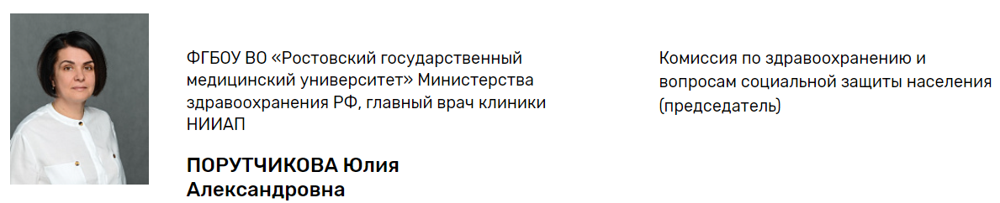 ФГБОУ ВО «Ростовский государственный
медицинский университет» Министерства
здравоохранения РФ, главный врач клиники
НИИАП
ПОРУТЧИКОВА Юлия
Александровна
Комиссия по здравоохранению и
вопросам социальной защиты населения
(председатель)